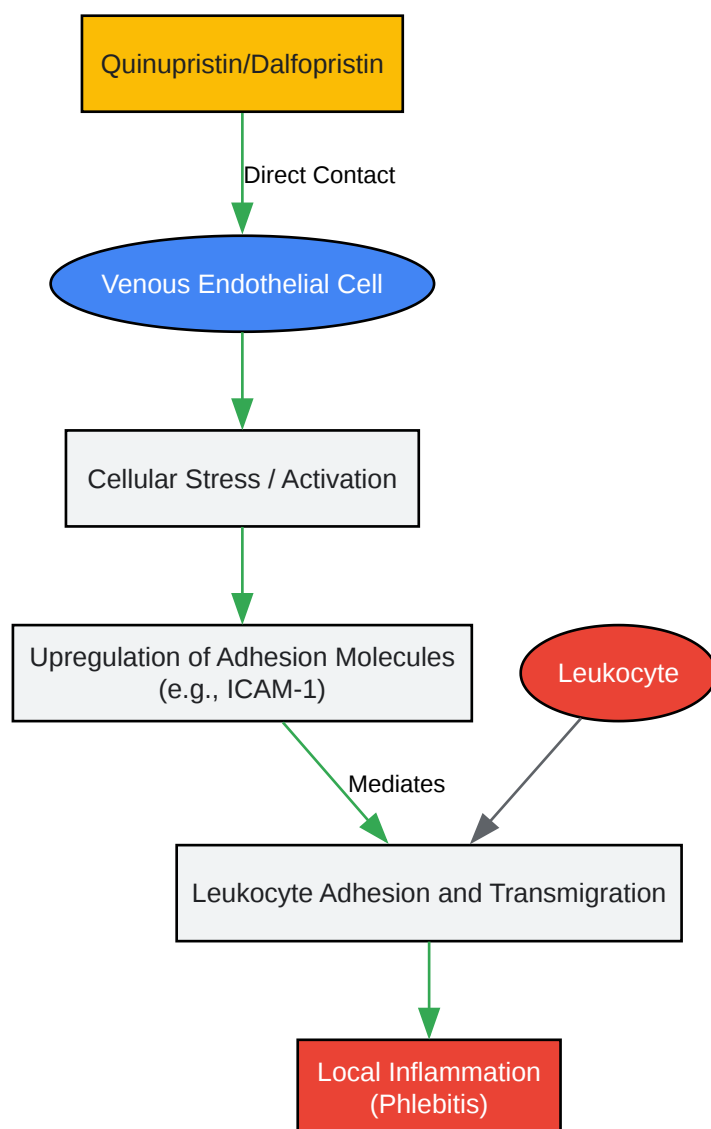 Quinupristin/Dalfopristin
Direct Contact
Venous Endothelial Cell
Cellular Stress / Activation
Upregulation of Adhesion Molecules
(e.g., ICAM-1)
Leukocyte
Mediates
Leukocyte Adhesion and Transmigration
Local Inflammation
(Phlebitis)